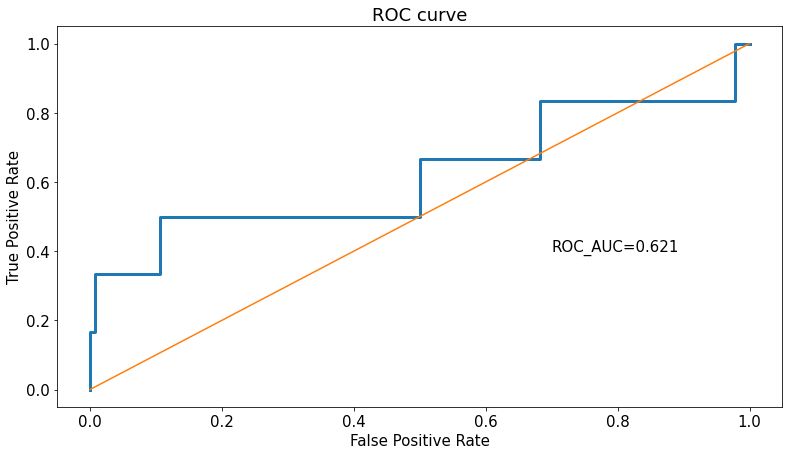 ROC curve
True Positive Rate
1.0
0.8
0.6
0.4
0.2
0.0
ROC_AUC=0.621
0.0 0.2 0.4 0.6 0.8 1.0
False Positive Rate